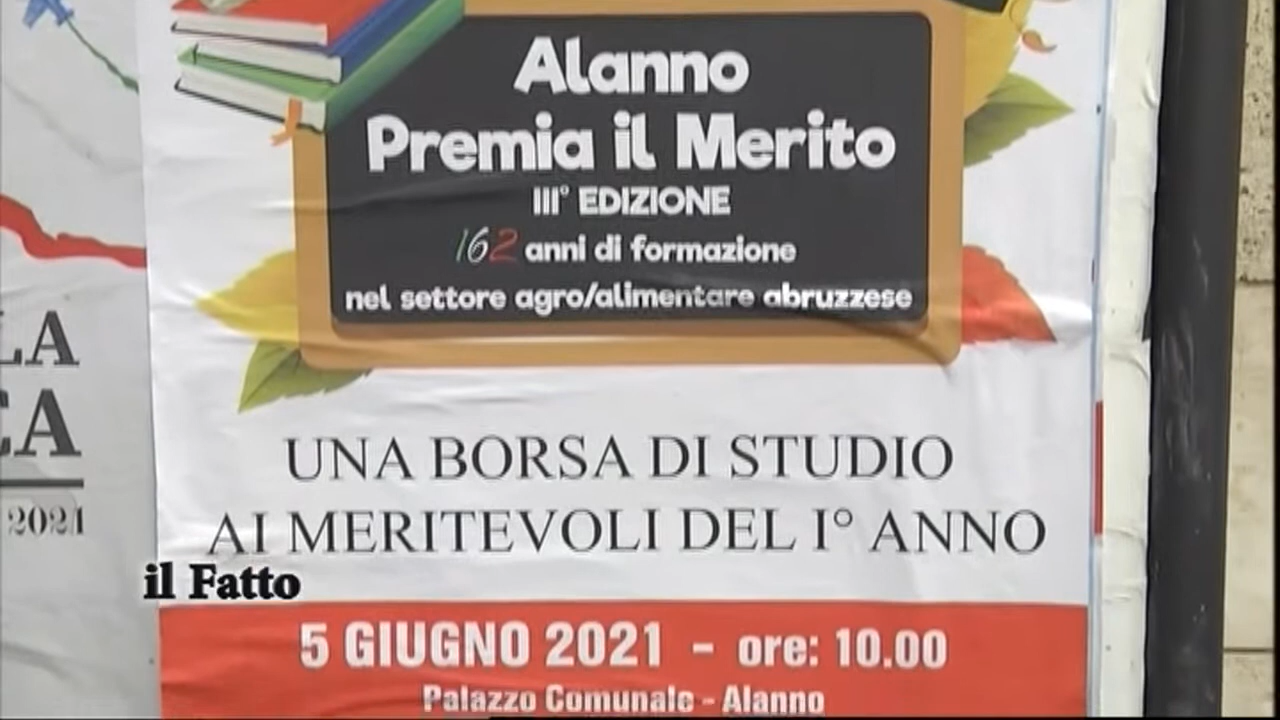 Alanno
Premia il Merito
III° EDIZIONE
162 anni di formazione
nel settore agro/alimentare abruzzese
UNA BORSA DI STUDIO
AI MERITEVOLI DEL I° ANNO
il Fatto
5 GIUGNO 2021 - ore: 10.00
Palazzo Comunale - Alanno
LA
CA
2021